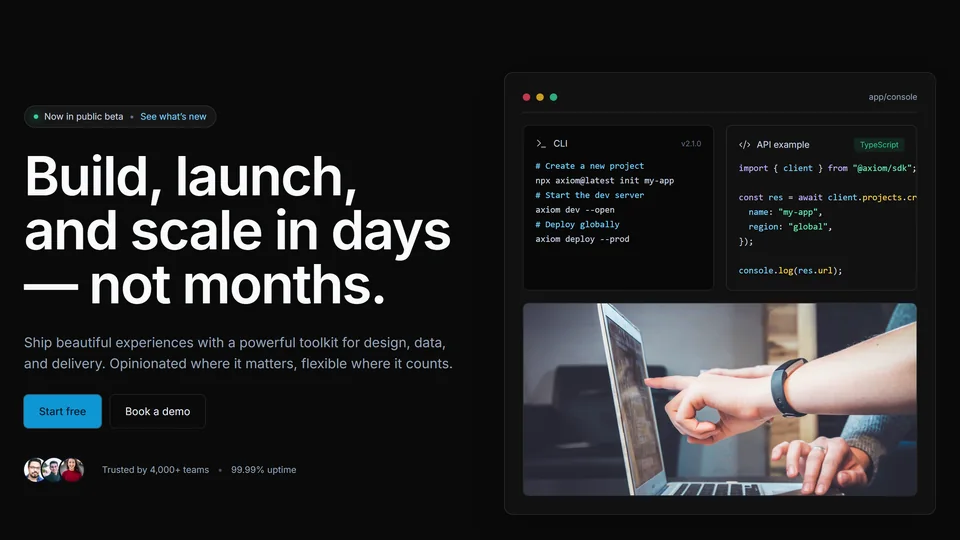 Now in public beta • See what's new
Build, launch,
and scale in days
— not months.
Ship beautiful experiences with a powerful toolkit for design, data,
and delivery. Opinionated where it matters, flexible where it counts.
Start free
Book a demo
Trusted by 4,000+ teams • 99.99% uptime
app/console
>_ CLI
v2.1.0
# Create a new project
npx axiom@latest init my-app
# Start the dev server
axiom dev --open
# Deploy globally
axiom deploy --prod
</> API example
TypeScript
import { client } from "@axiom/sdk";
const res = await client.projects.cr
name: "my-app",
region: "global",
});
console.log(res.url);